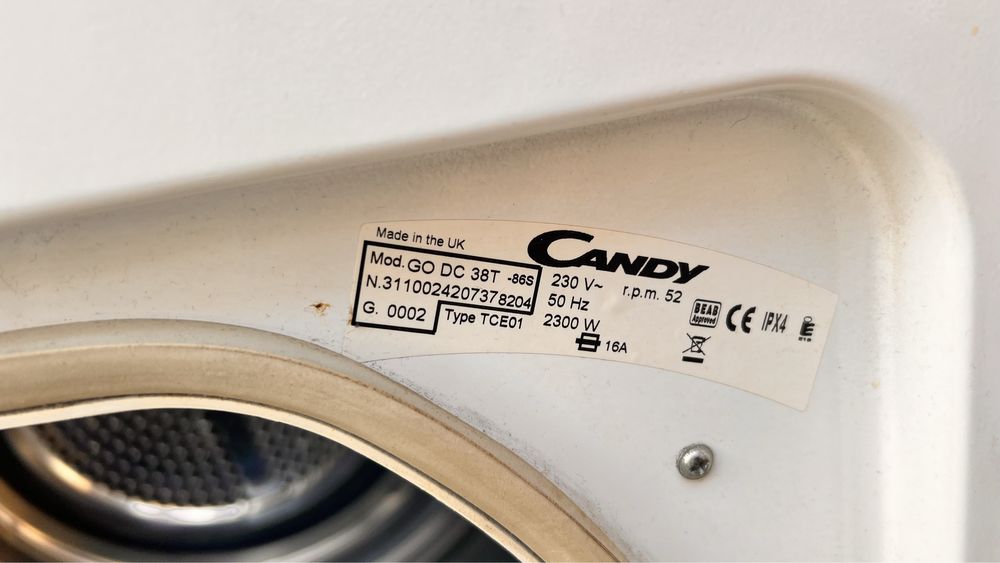 Made in the UK
CANDY
Mod. GO DC 38T -86S
N.3110024207378204
G. 0002
Type TCE01
230 V~ r.p.m. 52
50 Hz
2300 W
16A
BEAB
Approved
CE IPX4